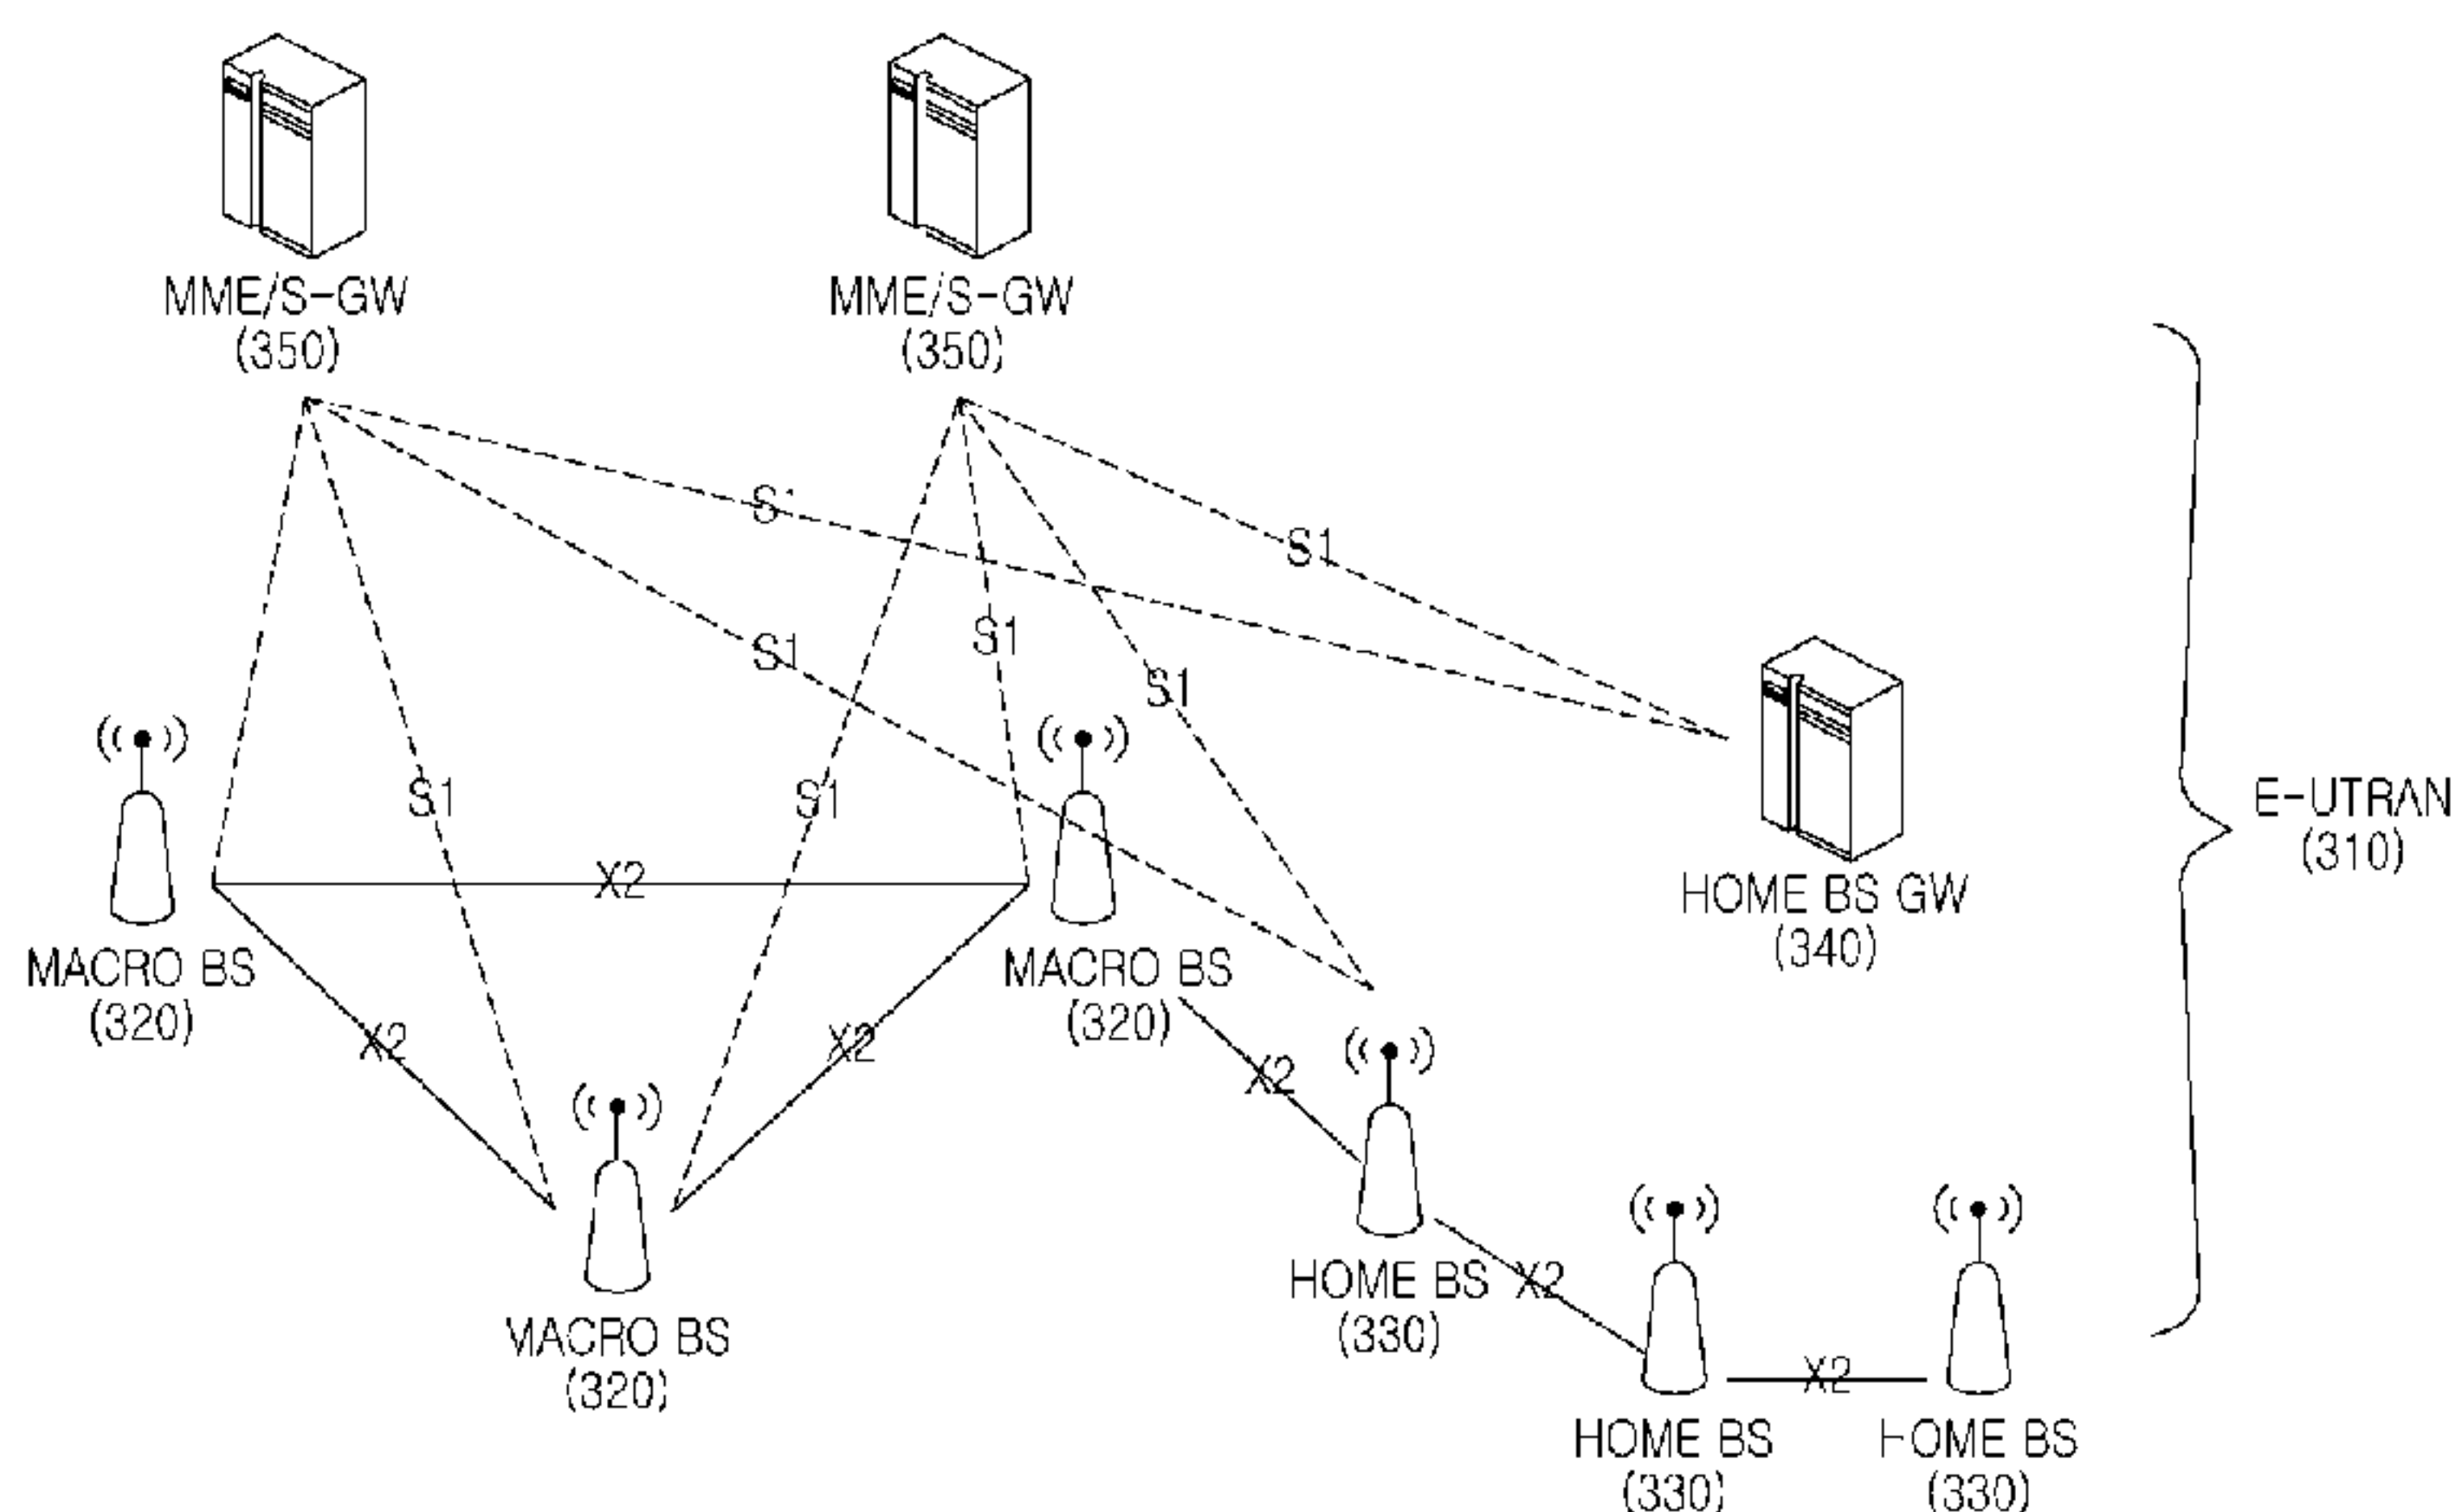 MME/S-GW
(350)
MME/S-GW
(350)
S1
S1
S1
S1
S1
S1
S1
E-UTRAN
(310)
X2
HOME BS GW
(340)
MACRO BS
(320)
MACRO BS
(320)
X2
X2
X2
HOME BS
(330)
X2
MACRO BS
(320)
X2
HOME BS
(330)
HOME BS
(330)